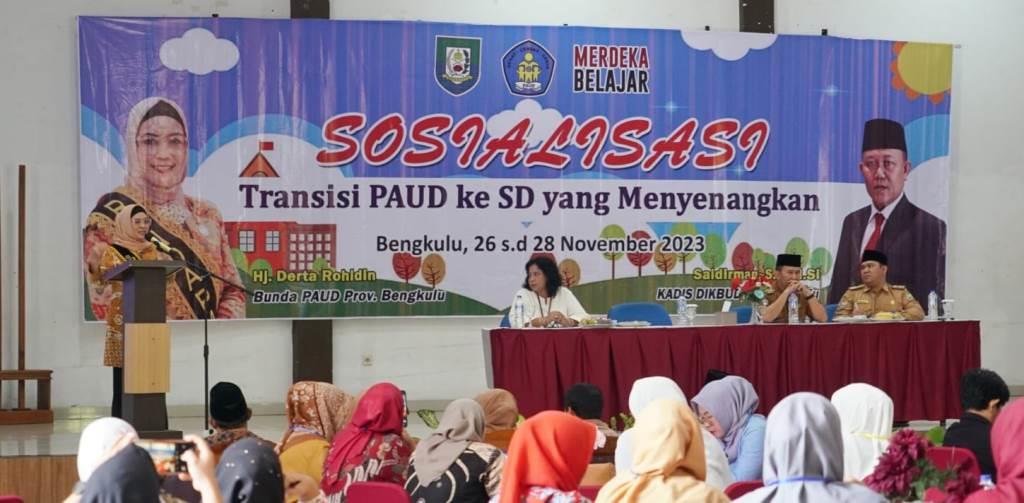 MERDEKA
BELAJAR
SOSIALISASI
Transisi PAUD ke SD yang Menyenangkan
Bengkulu, 26 s.d 28 November 2023
Hj. Derta Rohidin
Bunda PAUD Prov. Bengkulu
Saidirman
KADIS DIKBUD